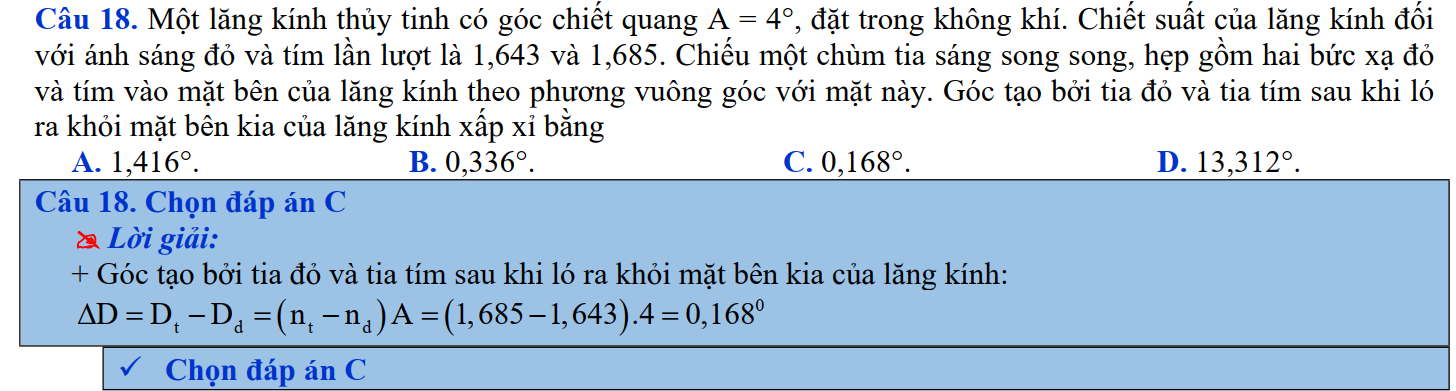 Câu 18. Một lăng kính thủy tinh có góc chiết quang A = 4°, đặt trong không khí. Chiết suất của lăng kính đối
với ánh sáng đỏ và tím lần lượt là 1,643 và 1,685. Chiếu một chùm tia sáng song song, hẹp gồm hai bức xạ đỏ
và tím vào mặt bên của lăng kính theo phương vuông góc với mặt này. Góc tạo bởi tia đỏ và tia tím sau khi ló
ra khỏi mặt bên kia của lăng kính xấp xỉ bằng
A. 1,416°. B. 0,336°. C. 0,168°. D. 13,312°.
Câu 18. Chọn đáp án C
Lời giải:
+ Góc tạo bởi tia đỏ và tia tím sau khi ló ra khỏi mặt bên kia của lăng kính:
ΔD = D_t − D_d = (n_t − n_d) A = (1,685 − 1,643).4 = 0,168⁰
✓ Chọn đáp án C